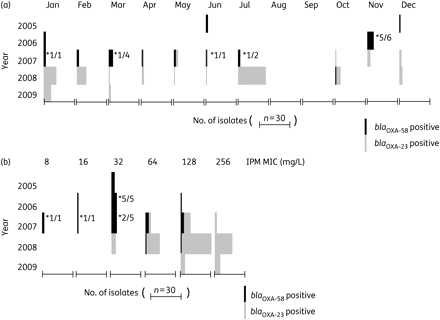 (a) Jan Feb Mar Apr May Jun Jul Aug Sep Oct Nov Dec
2005
2006 *5/6
2007 *1/1 *1/4 *1/1 *1/2
2008
2009
Year
No. of isolates ( n = 30 )
blaOXA-58 positive
blaOXA-23 positive
(b) 8 16 32 64 128 256 IPM MIC (mg/L)
2005
2006 *5/5
2007 *1/1 *1/1 *2/5
2008
2009
Year
No. of isolates ( n = 30 )
blaOXA-58 positive
blaOXA-23 positive